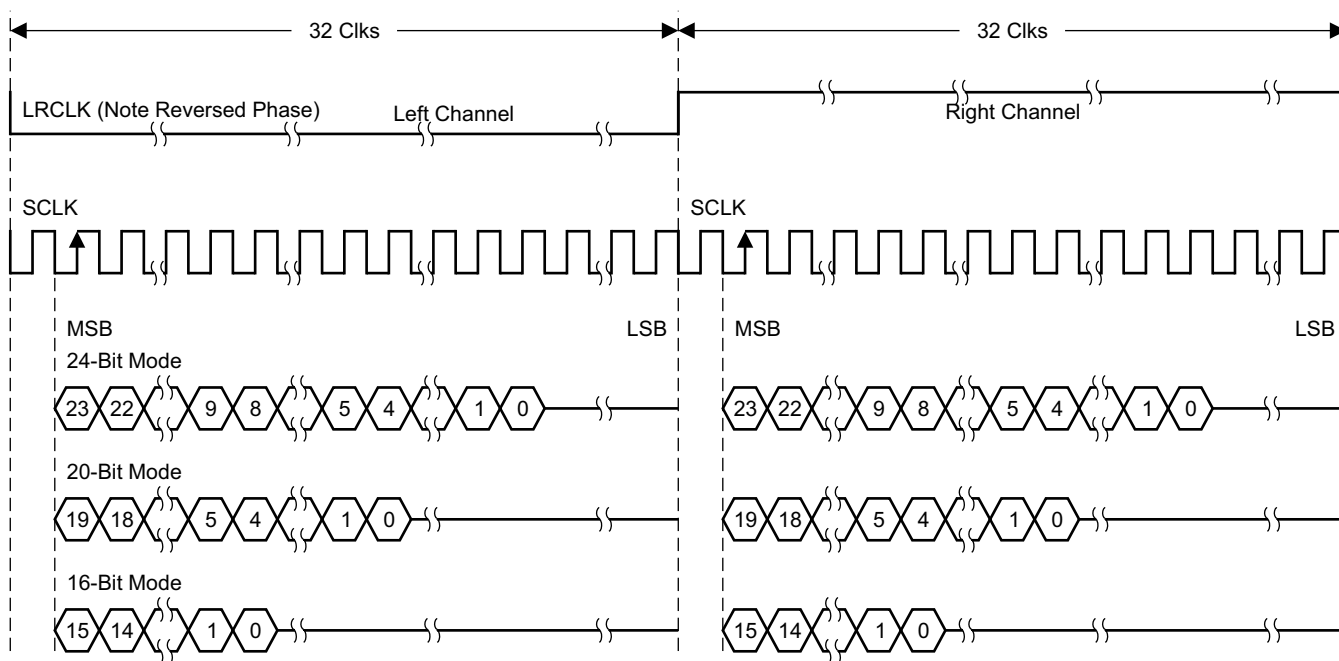 32 Clks 32 Clks
LRCLK (Note Reversed Phase) Left Channel Right Channel
SCLK SCLK
MSB LSB MSB LSB
24-Bit Mode
23 22 9 8 5 4 1 0 23 22 9 8 5 4 1 0
20-Bit Mode
19 18 5 4 1 0 19 18 5 4 1 0
16-Bit Mode
15 14 1 0 15 14 1 0